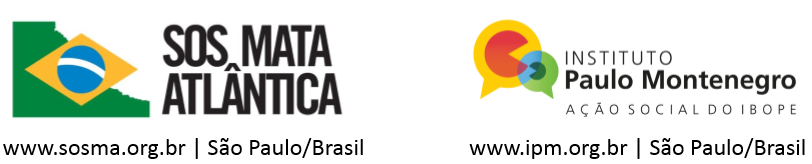 SOS MATA
ATLÂNTICA
www.sosma.org.br | São Paulo/Brasil
INSTITUTO
Paulo Montenegro
AÇÃO SOCIAL DO IBOPE
www.ipm.org.br | São Paulo/Brasil